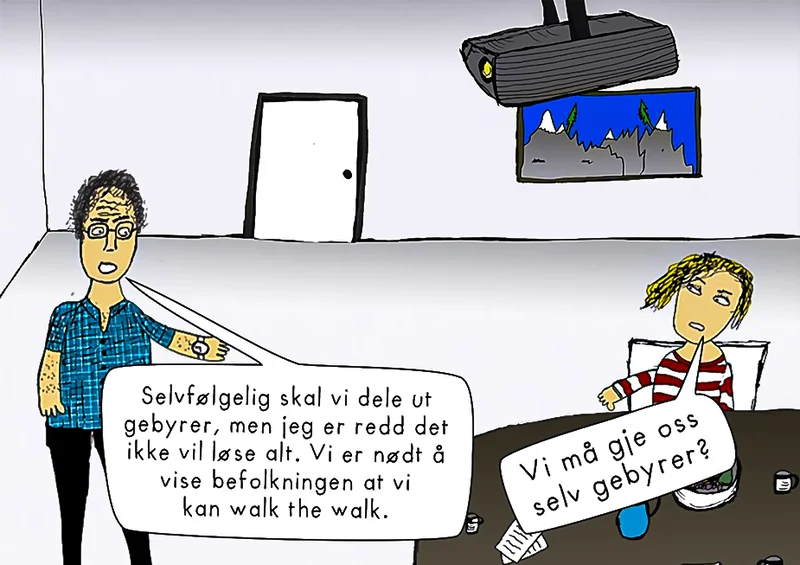 Selvfølgelig skal vi dele ut
gebyrer, men jeg er redd det
ikke vil løse alt. Vi er nødt å
vise befolkningen at vi
kan walk the walk.
Vi må gje oss
selv gebyrer?